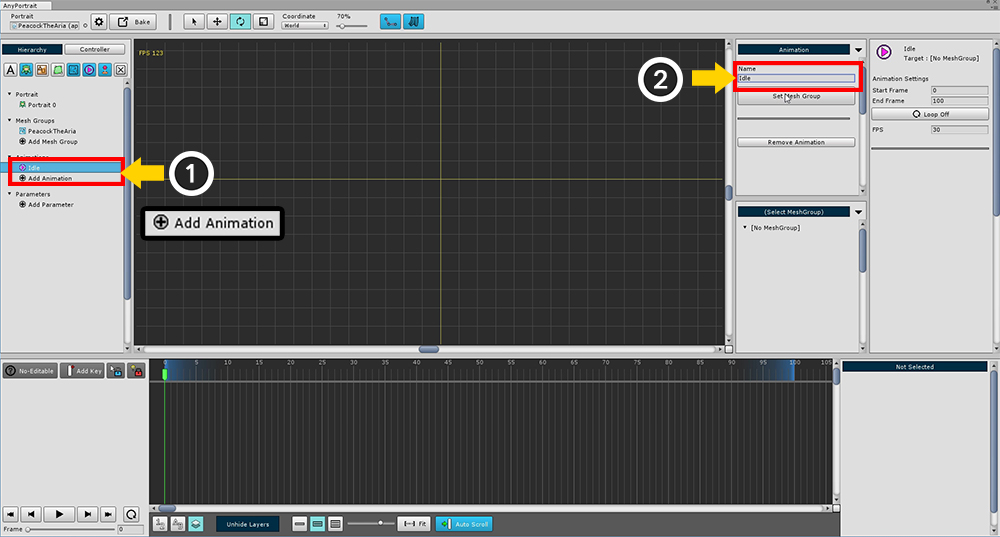 AnyPortrait
Portrait
PeacockTheAria (ap
Bake
Coordinate
World
70%
Hierarchy
Controller
A
Portrait
Portrait 0
Mesh Groups
PeacockTheAria
Add Mesh Group
Animations
Idle
Add Animation
Parameters
Add Parameter
1
FPS 123
Add Animation
2
Animation
Name
Idle
Set Mesh Group
Remove Animation
(Select MeshGroup)
[No MeshGroup]
Idle
Target : [No MeshGroup]
Animation Settings
Start Frame 0
End Frame 100
Loop Off
FPS 30
No-Editable
Add Key
0 5 10 15 20 25 30 35 40 45 50 55 60 65 70 75 80 85 90 95 100 105
Not Selected
Frame 0
Unhide Layers
Fit
Auto Scroll